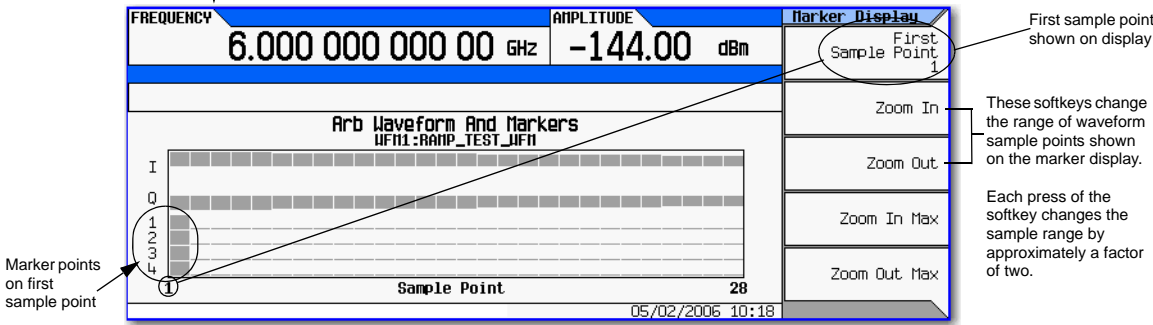 FREQUENCY
AMPLITUDE
Marker Display
6.000 000 000 00 GHz
-144.00 dBm
First
Sample Point
1
Zoom In
Zoom Out
Zoom In Max
Zoom Out Max
Arb Waveform And Markers
WFM1:RAMP_TEST_WFM
I
Q
1
2
3
4
1
Sample Point
28
05/02/2006 10:18
First sample point
shown on display
These softkeys change
the range of waveform
sample points shown
on the marker display.
Each press of the
softkey changes the
sample range by
approximately a factor
of two.
Marker points
on first
sample point